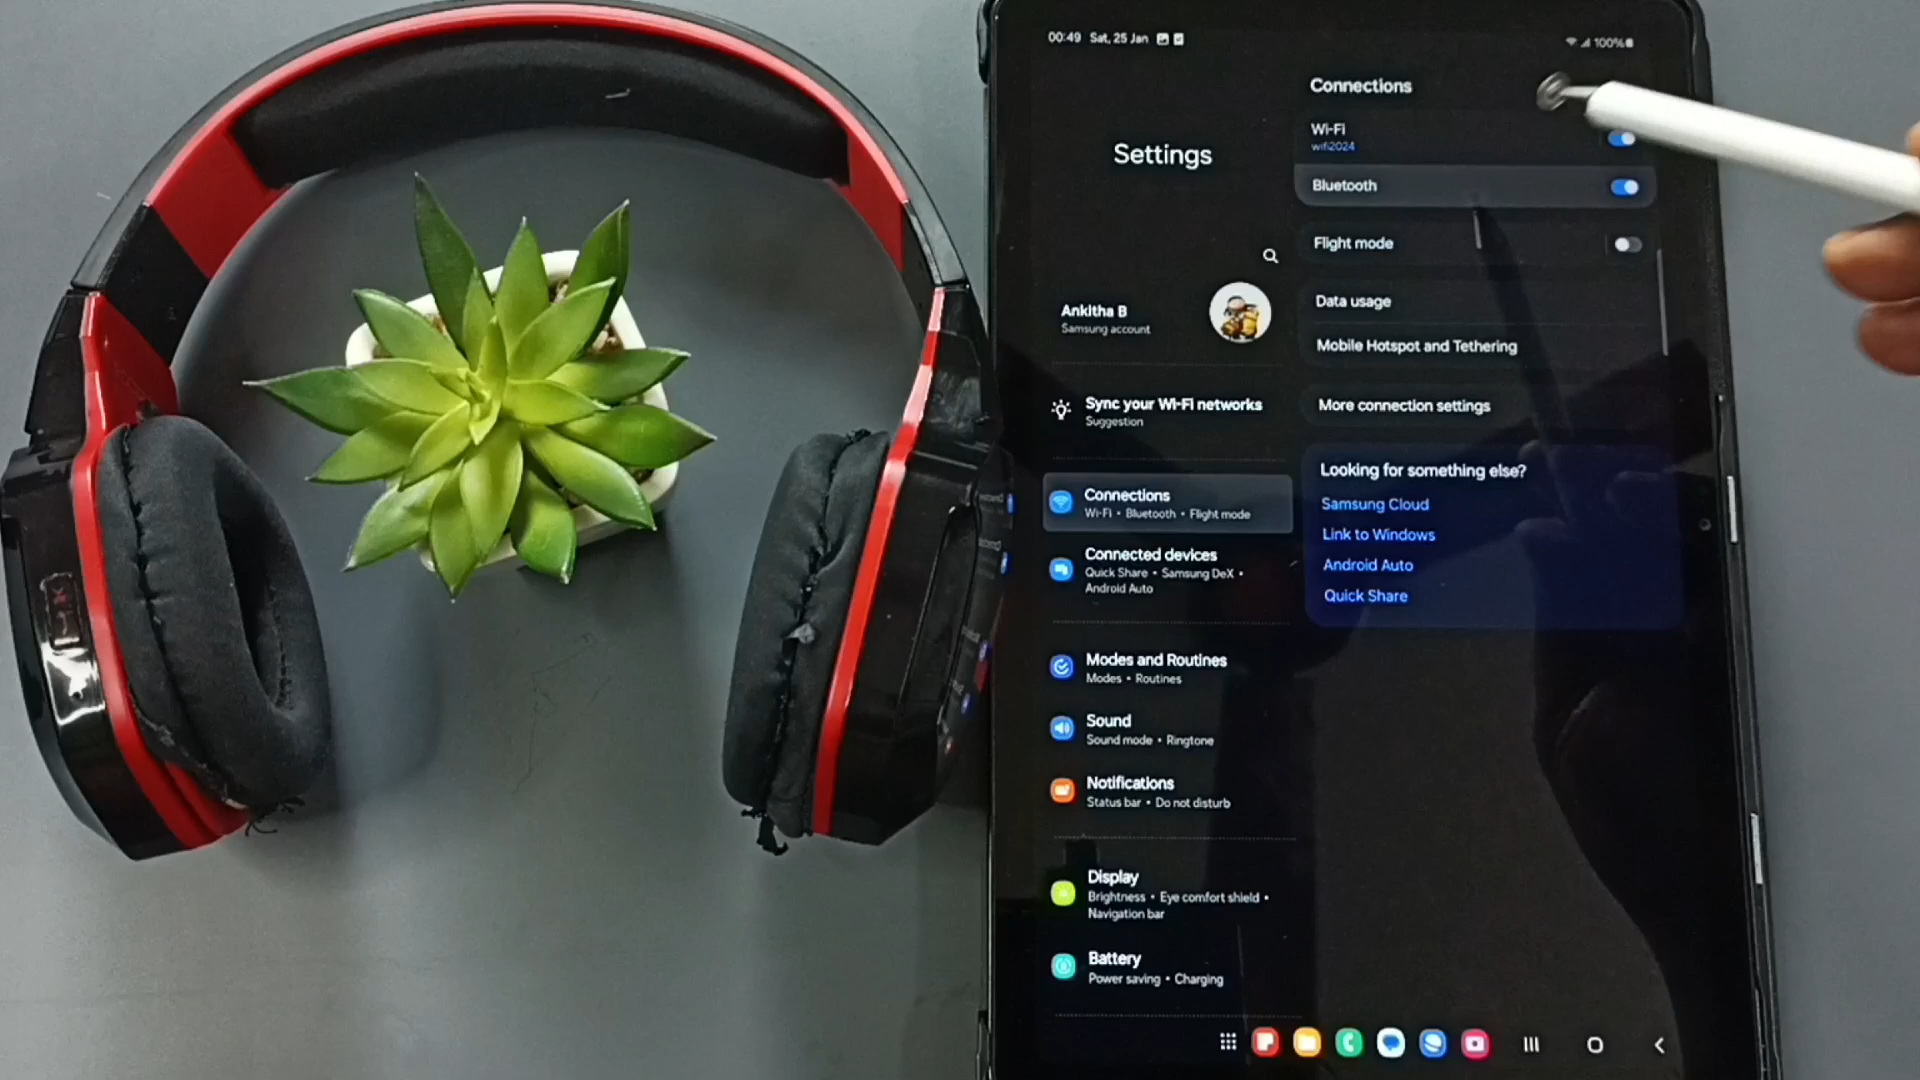 00:49 Sat, 25 Jan
100%
Settings
Ankitha B
Samsung account
Sync your Wi-Fi networks
Suggestion
Connections
Wi-Fi • Bluetooth • Flight mode
Connected devices
Quick Share • Samsung DeX •
Android Auto
Modes and Routines
Modes • Routines
Sound
Sound mode • Ringtone
Notifications
Status bar • Do not disturb
Display
Brightness • Eye comfort shield •
Navigation bar
Battery
Power saving • Charging
Connections
Wi-Fi
wifi2024
Bluetooth
Flight mode
Data usage
Mobile Hotspot and Tethering
More connection settings
Looking for something else?
Samsung Cloud
Link to Windows
Android Auto
Quick Share